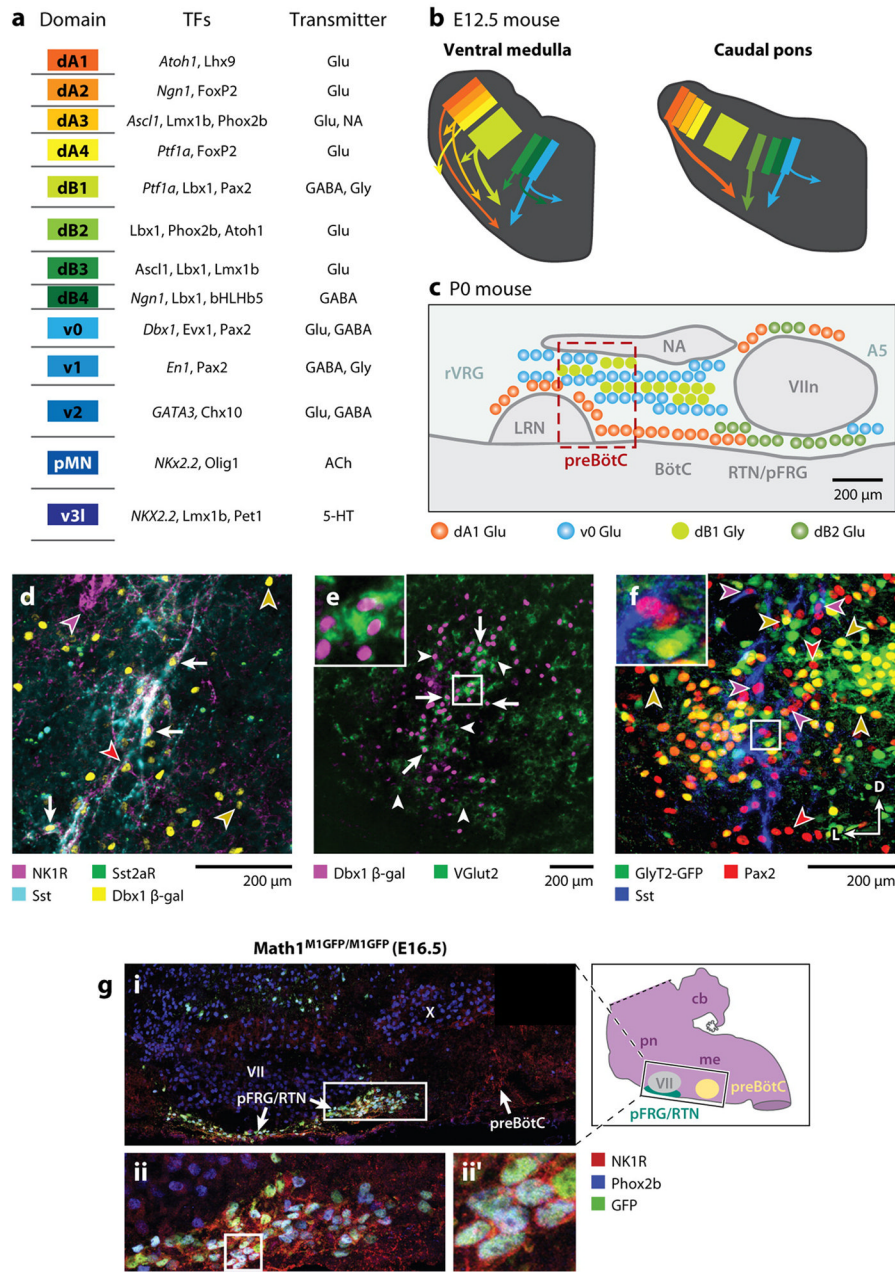 a
Domain TFs Transmitter
dA1 Atoh1, Lhx9 Glu
dA2 Ngn1, FoxP2 Glu
dA3 Ascl1, Lmx1b, Phox2b Glu, NA
dA4 Ptf1a, FoxP2 Glu
dB1 Ptf1a, Lbx1, Pax2 GABA, Gly
dB2 Lbx1, Phox2b, Atoh1 Glu
dB3 Ascl1, Lbx1, Lmx1b Glu
dB4 Ngn1, Lbx1, bHLHb5 GABA
v0 Dbx1, Evx1, Pax2 Glu, GABA
v1 En1, Pax2 GABA, Gly
v2 GATA3, Chx10 Glu, GABA
pMN NKx2.2, Olig1 ACh
v3l NKX2.2, Lmx1b, Pet1 5-HT
b E12.5 mouse
Ventral medulla Caudal pons
c P0 mouse
NA
A5
rVRG
VIIn
LRN
preBötC
BötC
RTN/pFRG
200 µm
dA1 Glu v0 Glu dB1 Gly dB2 Glu
d
NK1R Sst2aR
Sst Dbx1 β-gal
200 µm
e
Dbx1 β-gal VGlut2
200 µm
f
D
L
GlyT2-GFP Pax2
Sst
200 µm
Math1M1GFP/M1GFP (E16.5)
g
i
X
VII
pFRG/RTN
preBötC
cb
pn
me
VII
preBötC
pFRG/RTN
ii
ii'
NK1R
Phox2b
GFP